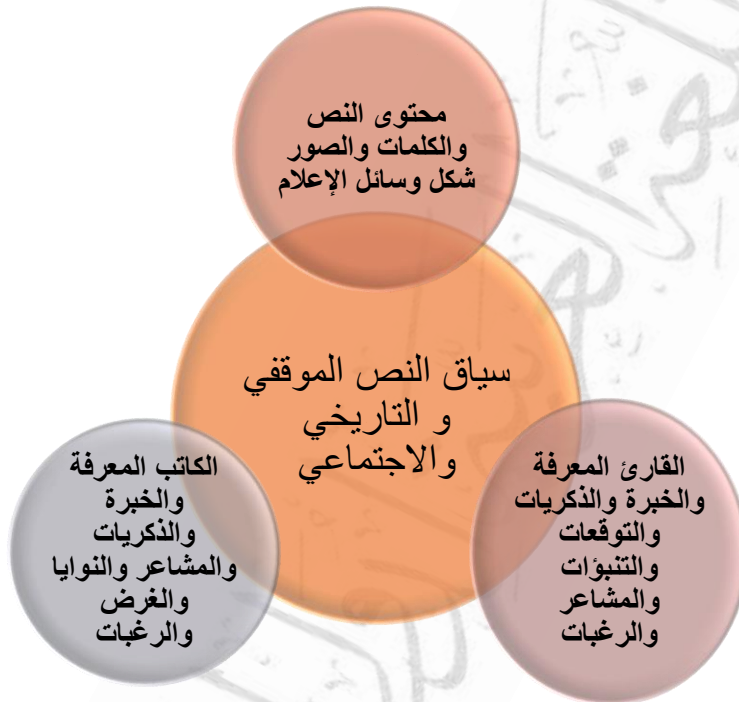 محتوى النص
والكلمات والصور
شكل وسائل الإعلام
سياق النص الموقفي
و التاريخي
والاجتماعي
القارئ المعرفة
والخبرة والذكريات
والتوقعات
والتنبؤات
والمشاعر
والرغبات
الكاتب المعرفة
والخبرة
والذكريات
والمشاعر والنوايا
والغرض
والرغبات